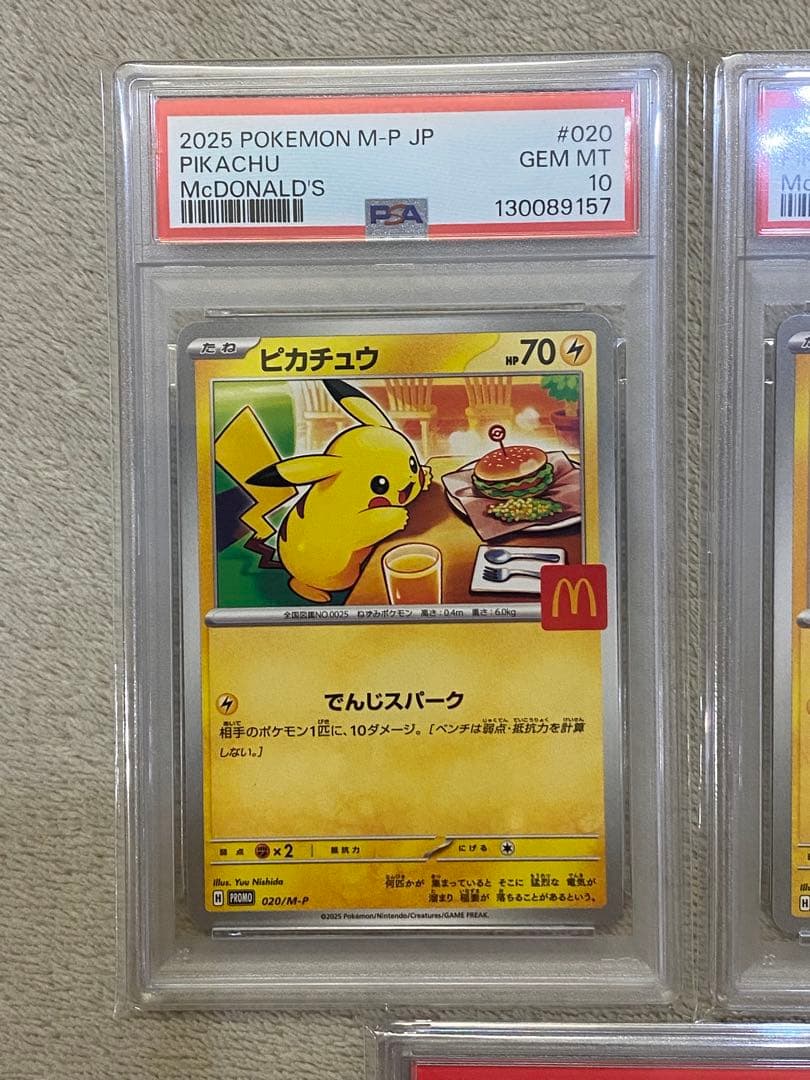 2025 POKEMON M-P JP #020
PIKACHU GEM MT
McDONALD'S 10
PSA 130089157
たね ピカチュウ HP70
全国図鑑NO.0025 ねずみポケモン 高さ:0.4m 重さ:6.0kg
M
でんじスパーク
相手のポケモン1匹に、10ダメージ。[ベンチは弱点・抵抗力を計算
しない。]
弱点 ×2 抵抗力 にげる
Illus. Yuu Nishida
何匹かが 集まっていると そこに 猛烈な 電気が
溜まり 稲妻が 落ちることがあるという。
H PROMO 020/M-P
©2025 Pokémon/Nintendo/Creatures/GAME FREAK.